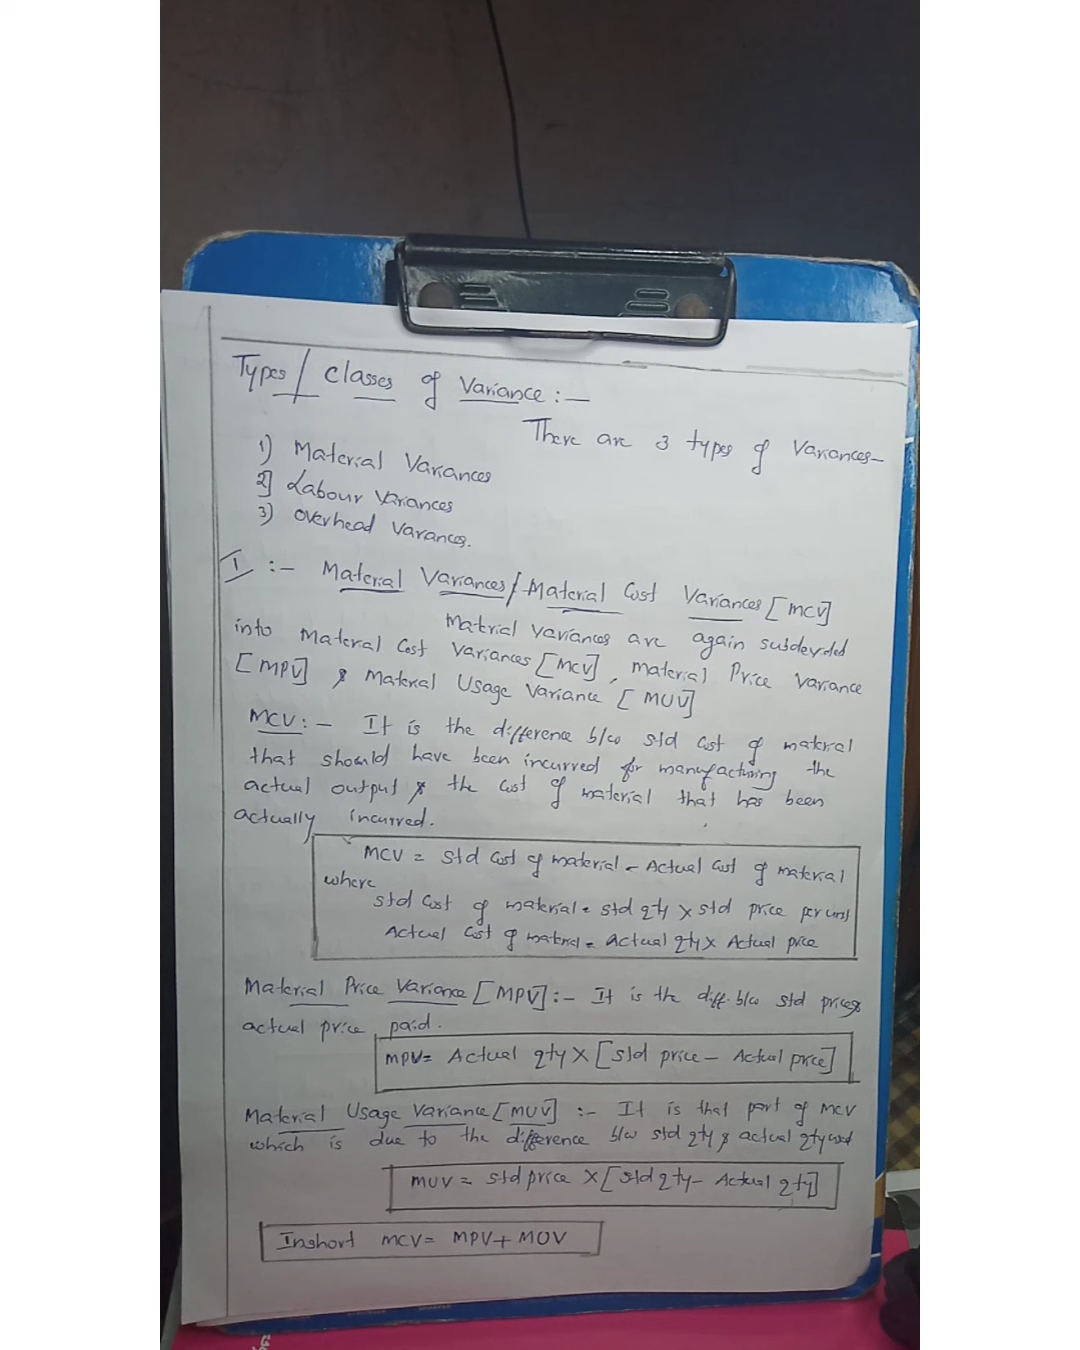 Types/ Classes of Variance :-
There are 3 types of Variances-
1) Material Variances
2] Labour Variances
3) Overhead Varances.
I :- Material Variances/Material Cost Variances [MCV]
Matrial variances are again subdevided
into Materal Cost Variances [MCV], material Price Variance
[MPV] & Material Usage Variance [MUV]
MCV :- It is the difference b/w std Cost of material
that should have been incurred for manufacturing the
actual output & the cost of material that has been
actually incurred.
MCV = Std Cost of material - Actual Cost of material
where
Std Cost of material = std qty x std price per unit
Actual Cost of material = Actual qty x Actual price
Material Price Variance [MPV] :- It is the diff. b/w std price &
actual price paid.
MPV = Actual qty X [std price - Actual price]
Material Usage Variance [MUV] :- It is that part of MCV
which is due to the difference b/w std qty & actual qty used
MUV = std price X [std qty - Actual qty]
Inshort MCV = MPV + MUV